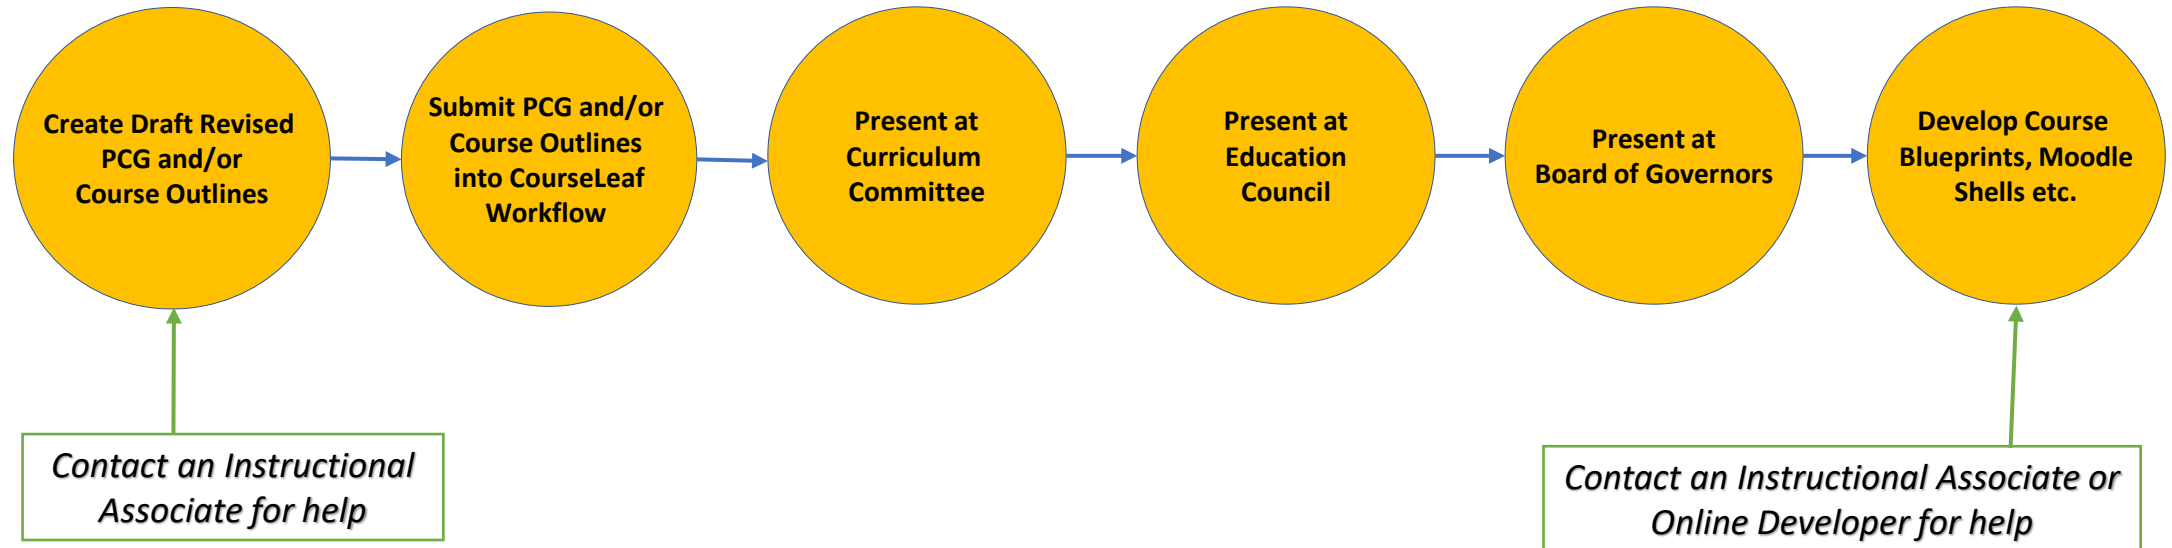 Create Draft Revised
PCG and/or
Course Outlines
Submit PCG and/or
Course Outlines
into CourseLeaf
Workflow
Present at
Curriculum
Committee
Present at
Education
Council
Present at
Board of Governors
Develop Course
Blueprints, Moodle
Shells etc.
Contact an Instructional
Associate for help
Contact an Instructional Associate or
Online Developer for help